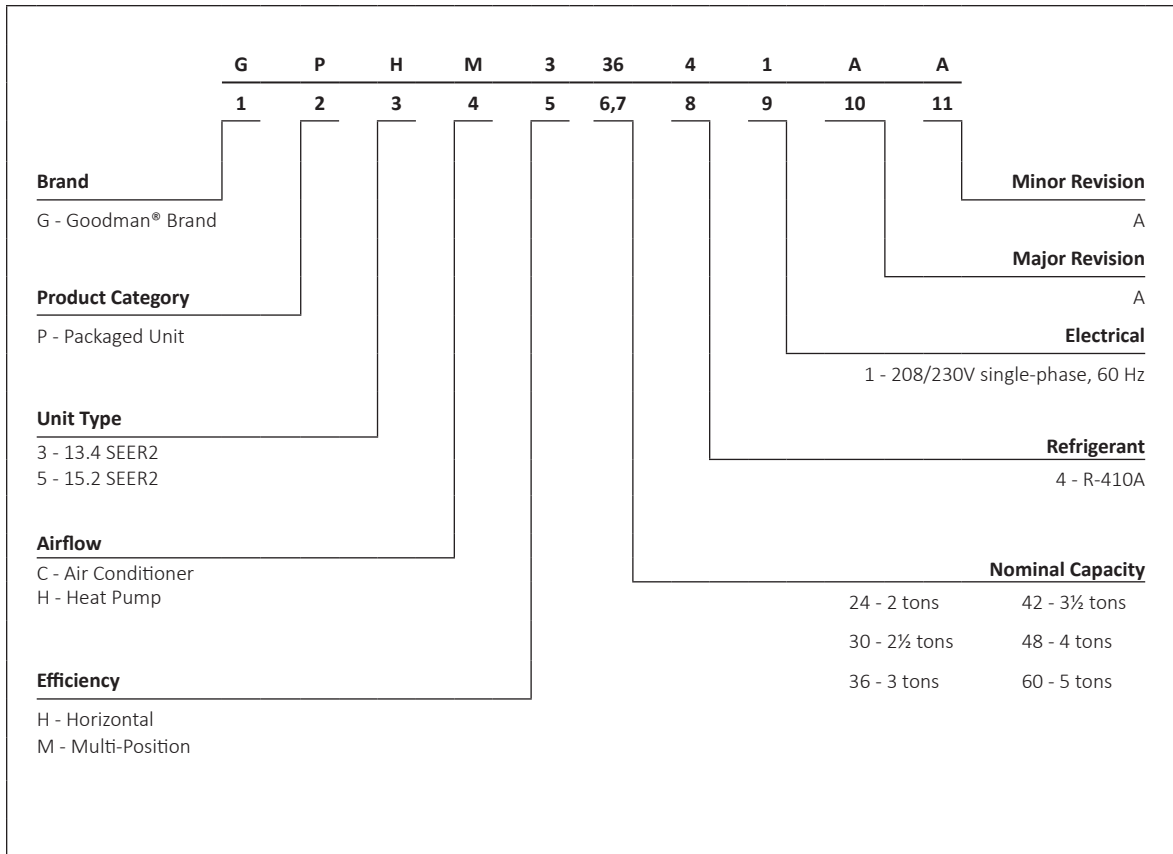 G P H M 3 36 4 1 A A
1 2 3 4 5 6,7 8 9 10 11
Brand
G - Goodman® Brand
Product Category
P - Packaged Unit
Unit Type
3 - 13.4 SEER2
5 - 15.2 SEER2
Airflow
C - Air Conditioner
H - Heat Pump
Efficiency
H - Horizontal
M - Multi-Position
Minor Revision
A
Major Revision
A
Electrical
1 - 208/230V single-phase, 60 Hz
Refrigerant
4 - R-410A
Nominal Capacity
24 - 2 tons 42 - 3½ tons
30 - 2½ tons 48 - 4 tons
36 - 3 tons 60 - 5 tons